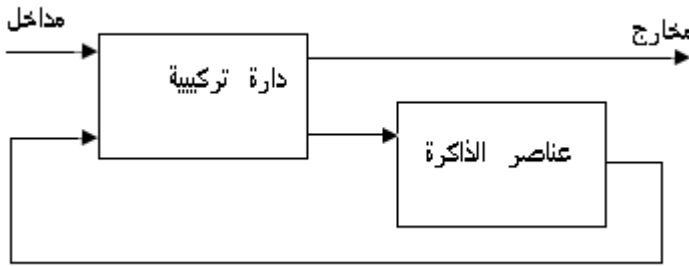 مداخل
مخارج
دارة تركيبية
عناصر الذاكرة